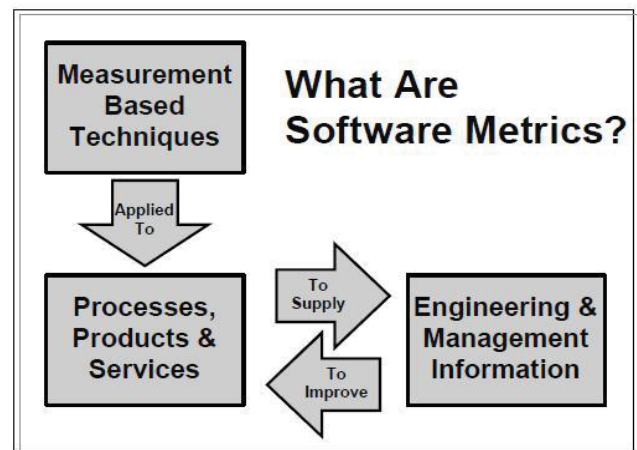 Measurement
Based
Techniques
What Are
Software Metrics?
Applied
To
Processes,
Products &
Services
To
Supply
To
Improve
Engineering &
Management
Information